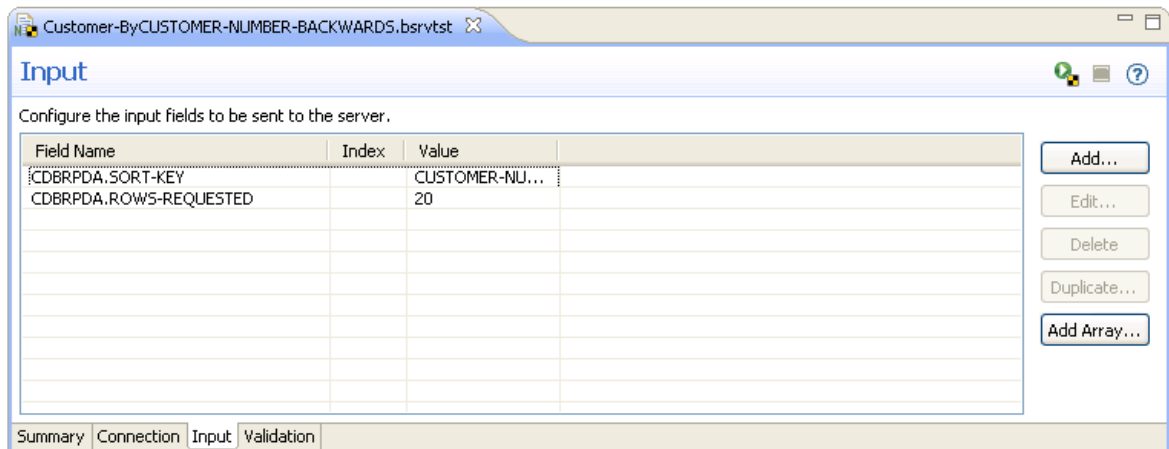 Customer-ByCUSTOMER-NUMBER-BACKWARDS.bsrvtst
Input
Configure the input fields to be sent to the server.
Field Name Index Value
CDBRPDA.SORT-KEY CUSTOMER-NU...
CDBRPDA.ROWS-REQUESTED 20
Add...
Edit...
Delete
Duplicate...
Add Array...
Summary Connection Input Validation